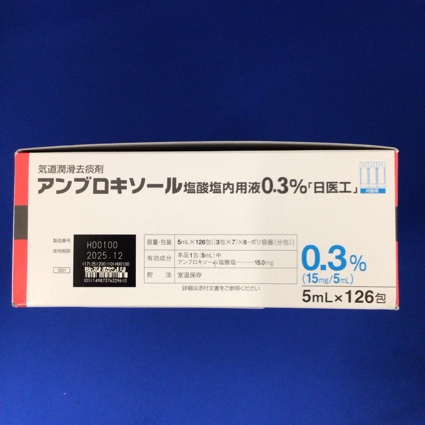 気道潤滑去痰剤
アンブロキソール塩酸塩内用液0.3%「日医工」
内用液
製造番号 H00100
使用期限 2025.12
容量・包装 5mL×126包〔(3包×7)×6・ポリ容器(分包)〕
有効成分 本品1包(5mL)中
アンブロキソール塩酸塩 15.0mg
貯法 室温保存
詳細は添付文書をご参照ください
0.3%
(15mg/5mL)
5mL×126包